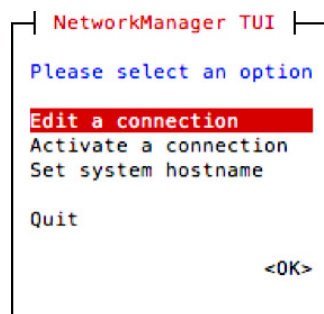 NetworkManager TUI
Please select an option
Edit a connection
Activate a connection
Set system hostname
Quit
<OK>